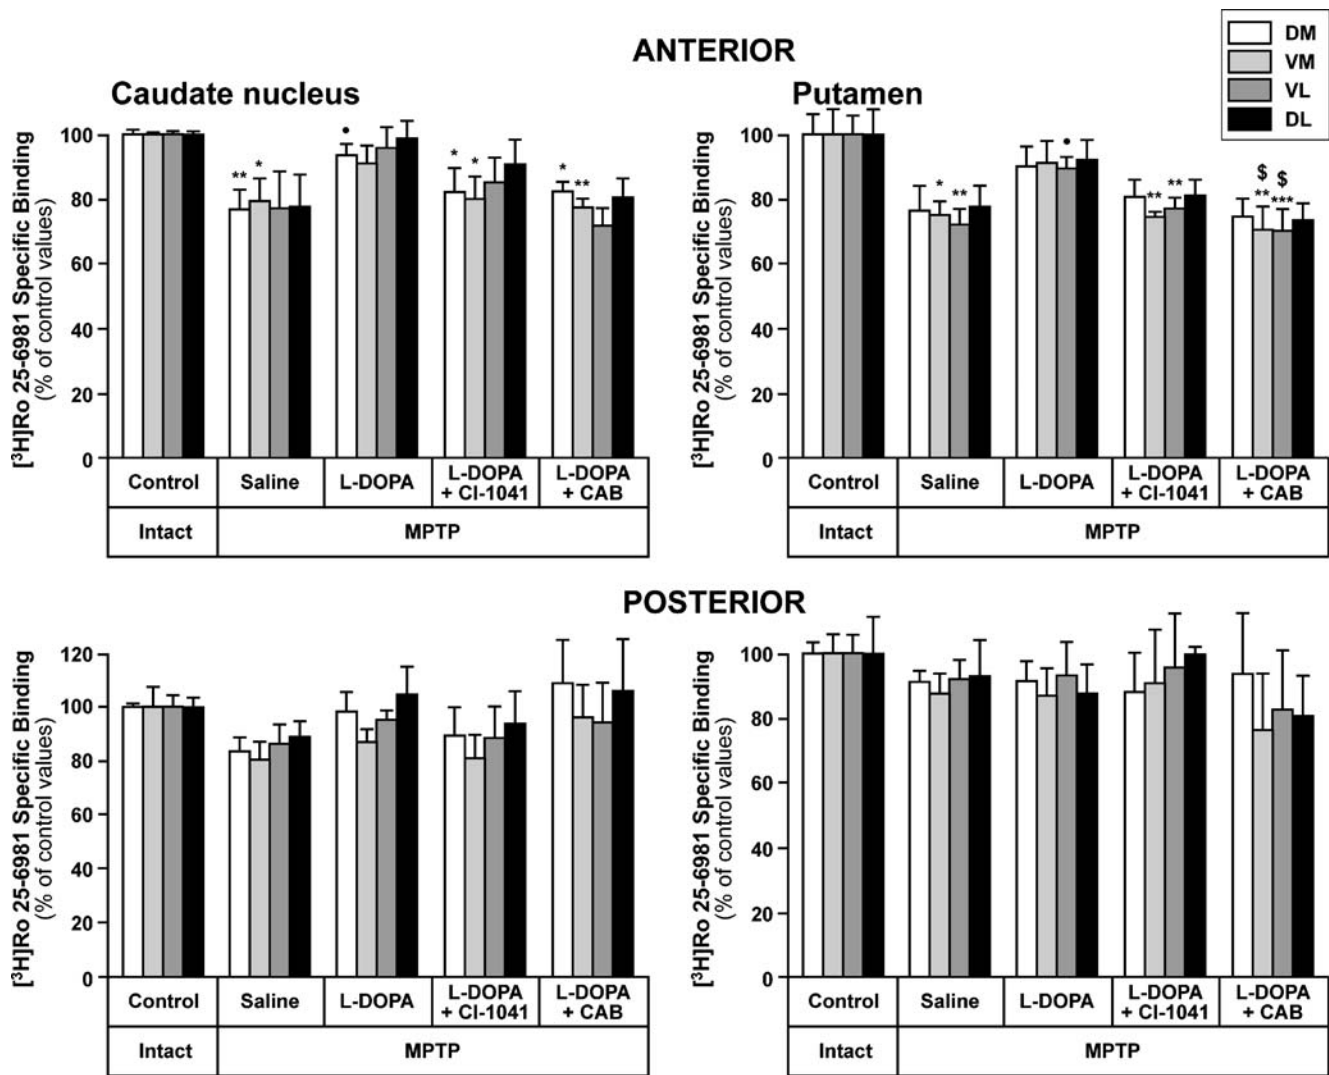 DM
VM
VL
DL
ANTERIOR
Caudate nucleus
[³H]Ro 25-6981 Specific Binding
(% of control values)
100
80
60
40
20
0
**
*
•
*
*
*
**
Control
Saline
L-DOPA
L-DOPA
+ CI-1041
L-DOPA
+ CAB
Intact
MPTP
Putamen
[³H]Ro 25-6981 Specific Binding
(% of control values)
100
80
60
40
20
0
*
**
•
**
**
$
**
$
***
Control
Saline
L-DOPA
L-DOPA
+ CI-1041
L-DOPA
+ CAB
Intact
MPTP
POSTERIOR
[³H]Ro 25-6981 Specific Binding
(% of control values)
120
100
80
60
40
20
0
Control
Saline
L-DOPA
L-DOPA
+ CI-1041
L-DOPA
+ CAB
Intact
MPTP
[³H]Ro 25-6981 Specific Binding
(% of control values)
100
80
60
40
20
0
Control
Saline
L-DOPA
L-DOPA
+ CI-1041
L-DOPA
+ CAB
Intact
MPTP